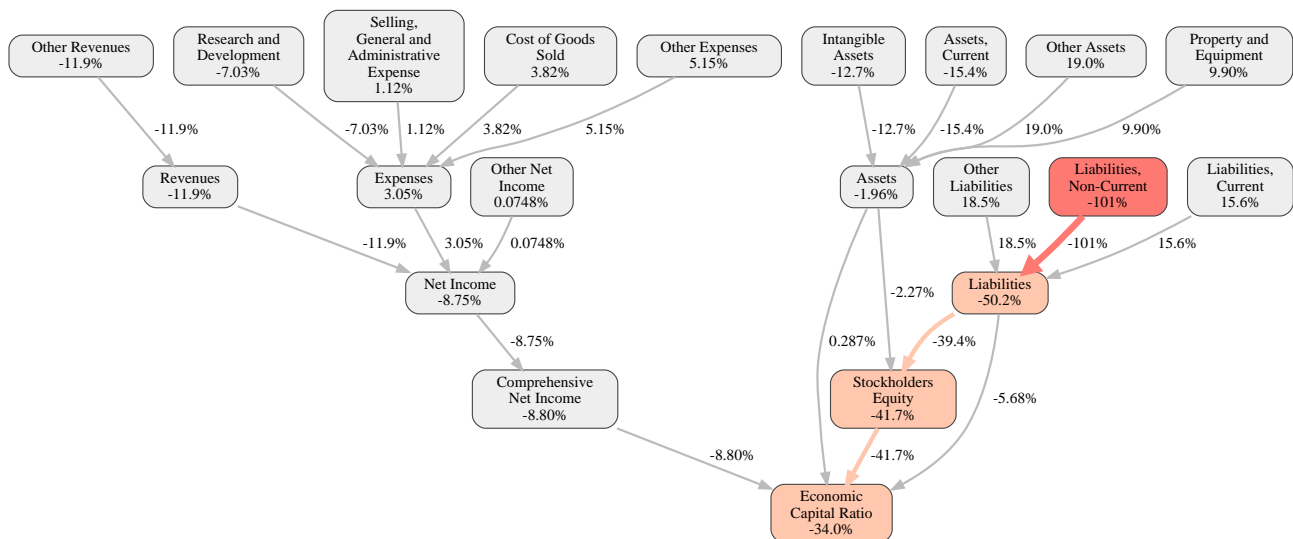 Other Revenues
-11.9%
Research and
Development
-7.03%
Selling,
General and
Administrative
Expense
1.12%
Cost of Goods
Sold
3.82%
Other Expenses
5.15%
Intangible
Assets
-12.7%
Assets,
Current
-15.4%
Other Assets
19.0%
Property and
Equipment
9.90%
-11.9%
-7.03%
1.12%
3.82%
5.15%
-12.7%
-15.4%
19.0%
9.90%
Revenues
-11.9%
Expenses
3.05%
Other Net
Income
0.0748%
Assets
-1.96%
Other
Liabilities
18.5%
Liabilities,
Non-Current
-101%
Liabilities,
Current
15.6%
-11.9%
3.05%
0.0748%
18.5%
-101%
15.6%
Net Income
-8.75%
Liabilities
-50.2%
-2.27%
-8.75%
0.287%
-39.4%
Comprehensive
Net Income
-8.80%
Stockholders
Equity
-41.7%
-5.68%
-8.80%
-41.7%
Economic
Capital Ratio
-34.0%